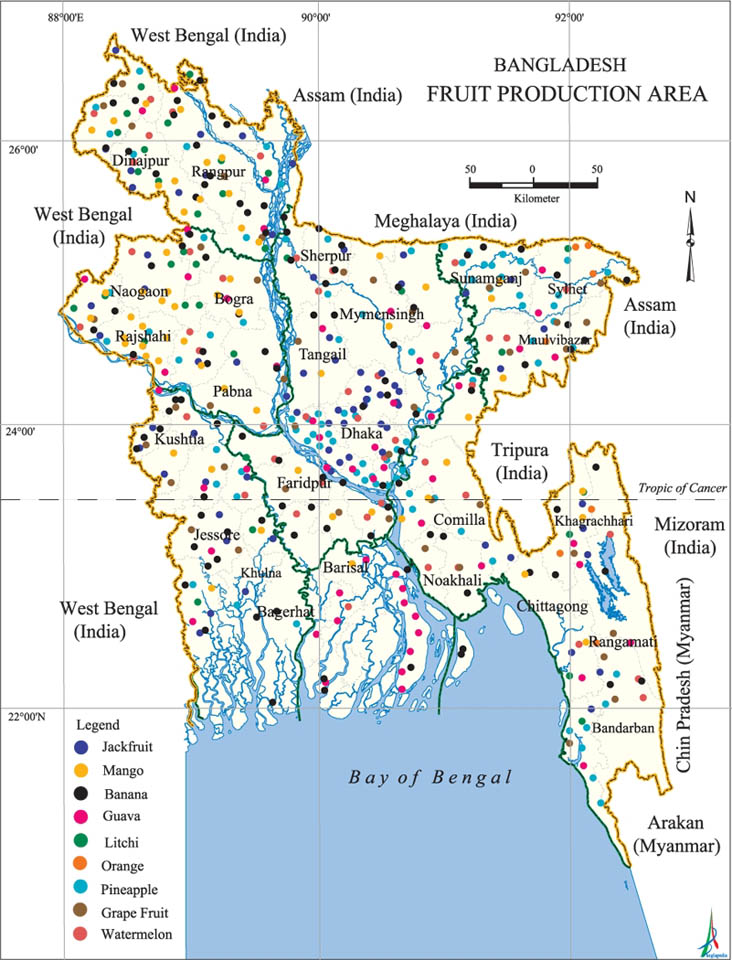 88°00'E
90°00'
92°00'
West Bengal (India)
BANGLADESH
FRUIT PRODUCTION AREA
Assam (India)
26°00'
50
0
50
Kilometer
Dinajpur
Rangpur
N
West Bengal
(India)
Meghalaya (India)
Sherpur
Sunamganj
Sylhet
Naogaon
Bogra
Mymensingh
Assam
(India)
Rajshahi
Tangail
Maulvibazar
Pabna
24°00'
Kushtia
Dhaka
Tripura
(India)
Faridpur
Tropic of Cancer
Comilla
Khagrachhari
Mizoram
(India)
Jessore
Khulna
Barisal
Noakhali
Chittagong
West Bengal
(India)
Bagerhat
Rangamati
Chin Pradesh (Myanmar)
22°00'N
Bandarban
Legend
Jackfruit
Mango
Banana
Guava
Litchi
Orange
Pineapple
Grape Fruit
Watermelon
Bay of Bengal
Arakan
(Myanmar)